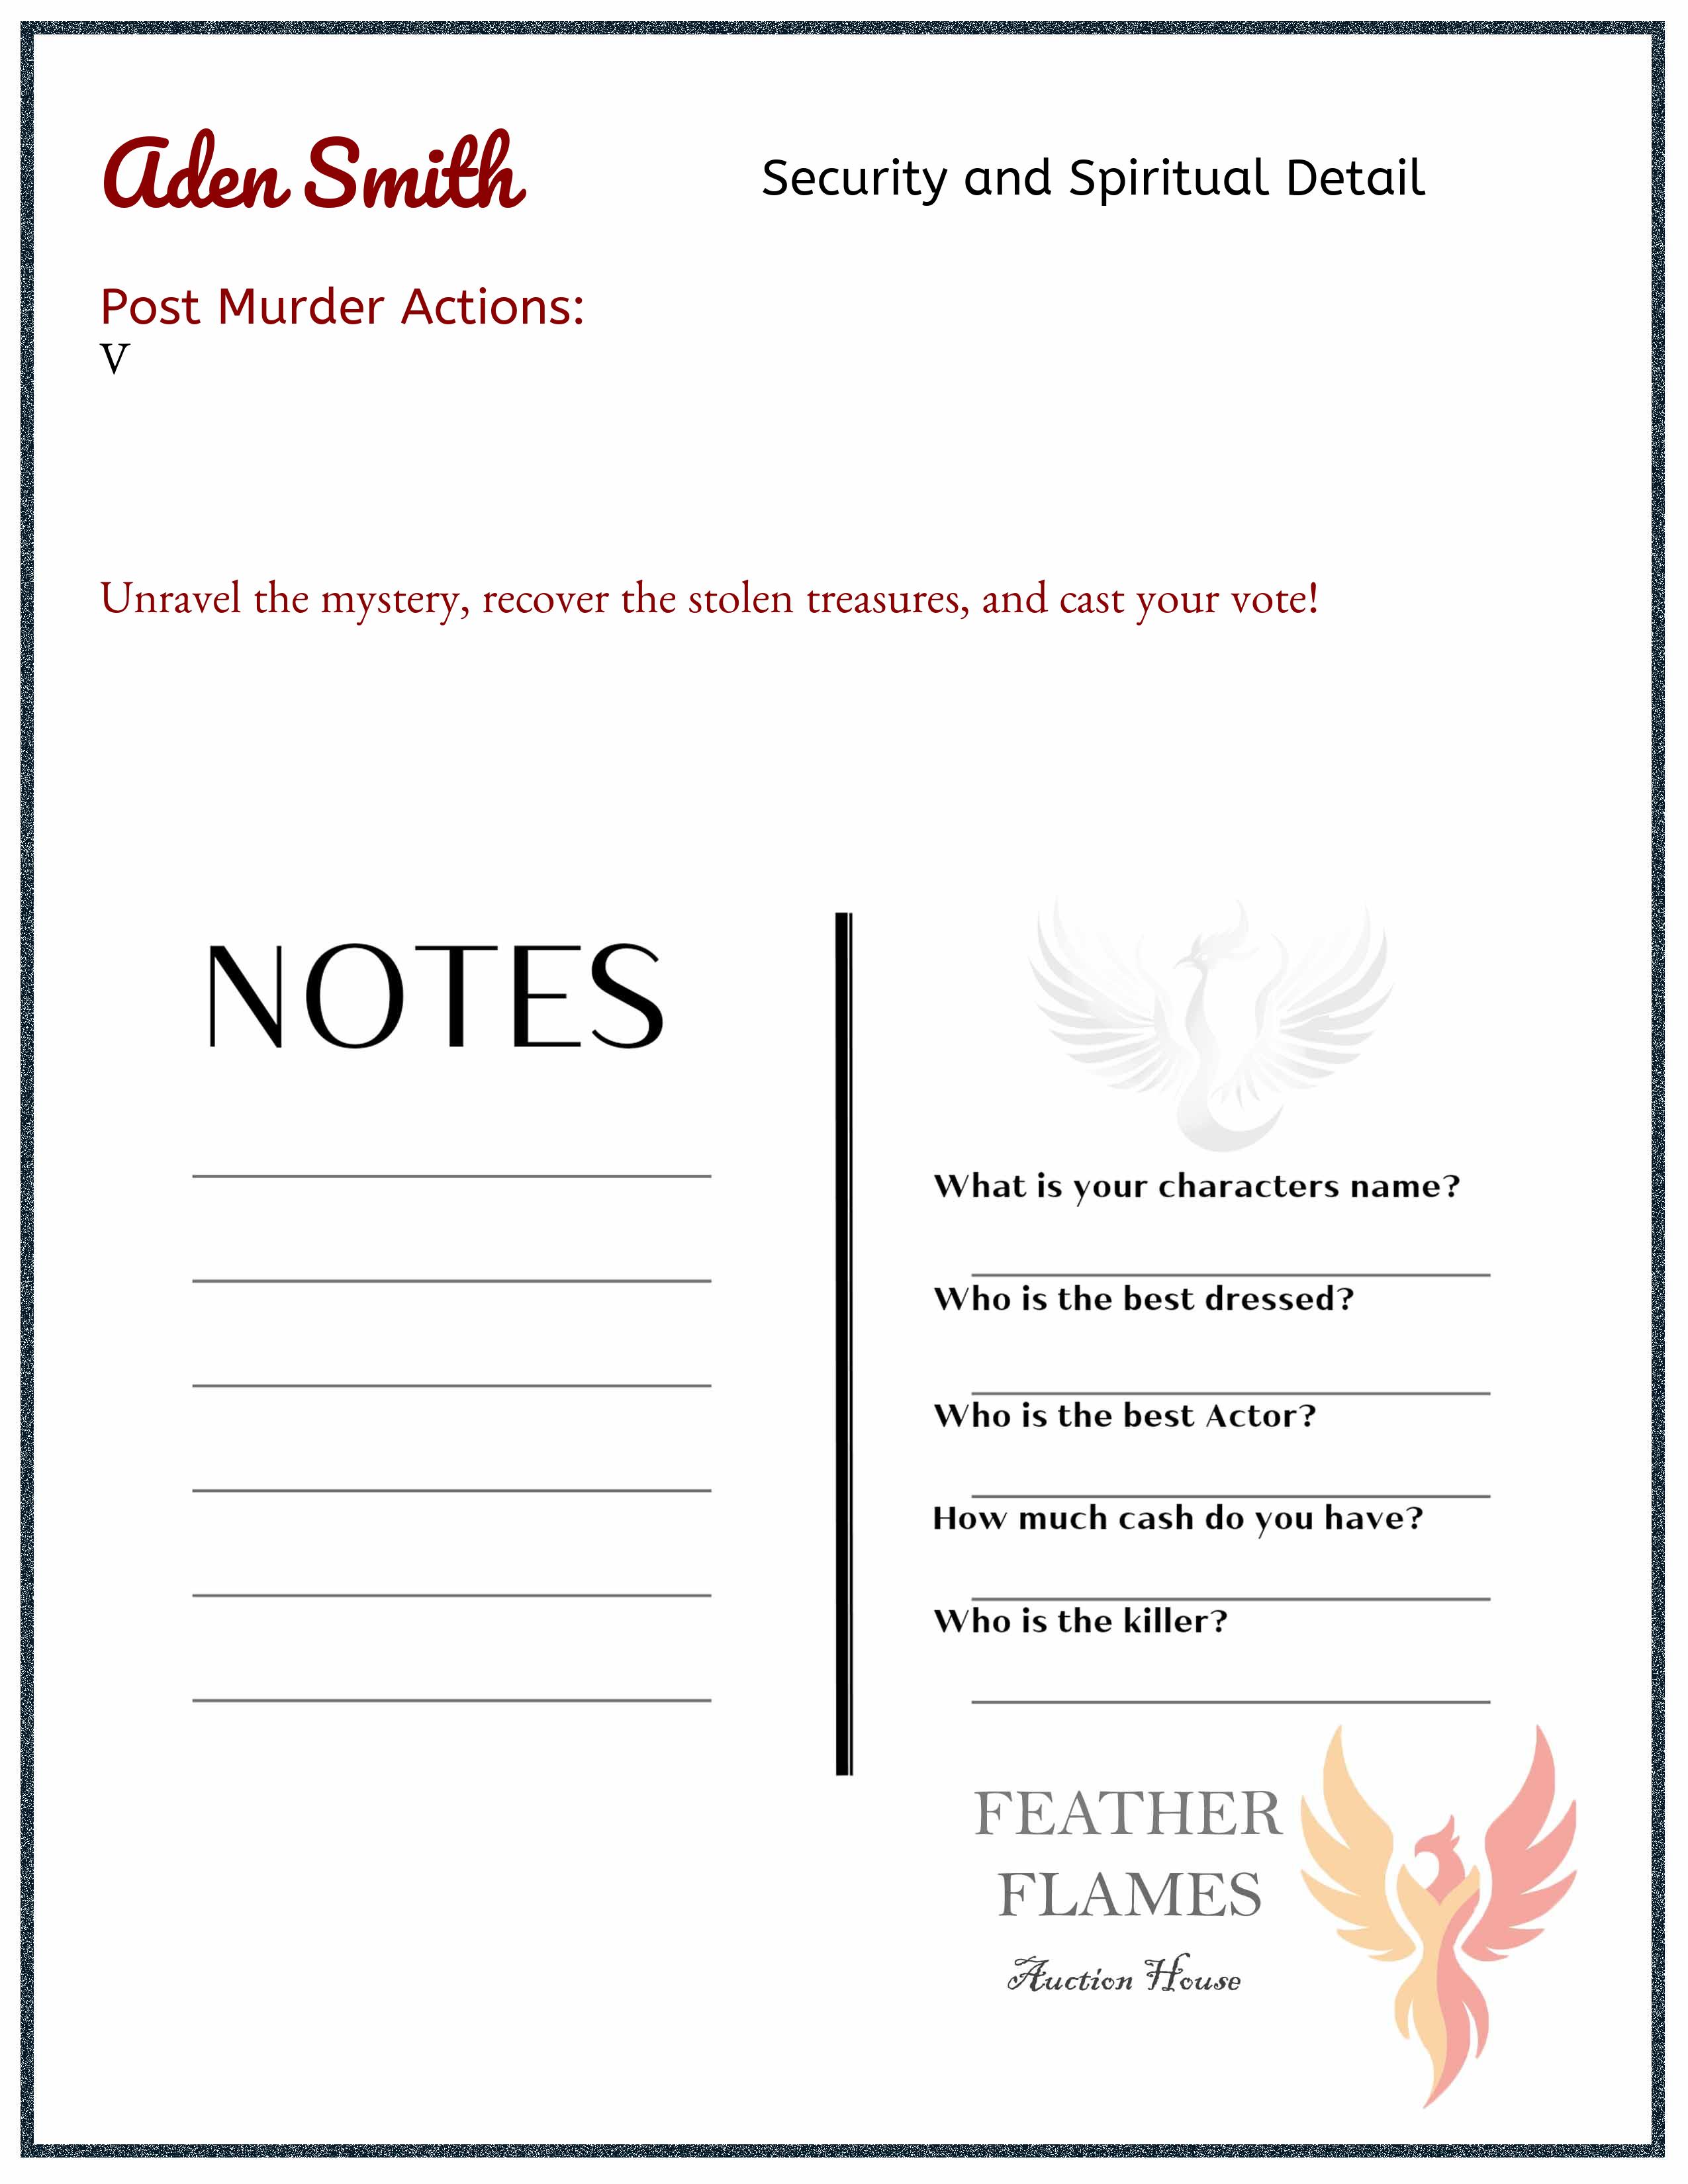 Aden Smith
Security and Spiritual Detail
Post Murder Actions:
V
Unravel the mystery, recover the stolen treasures, and cast your vote!
NOTES
What is your characters name?
Who is the best dressed?
Who is the best Actor?
How much cash do you have?
Who is the killer?
FEATHER
FLAMES
Auction House